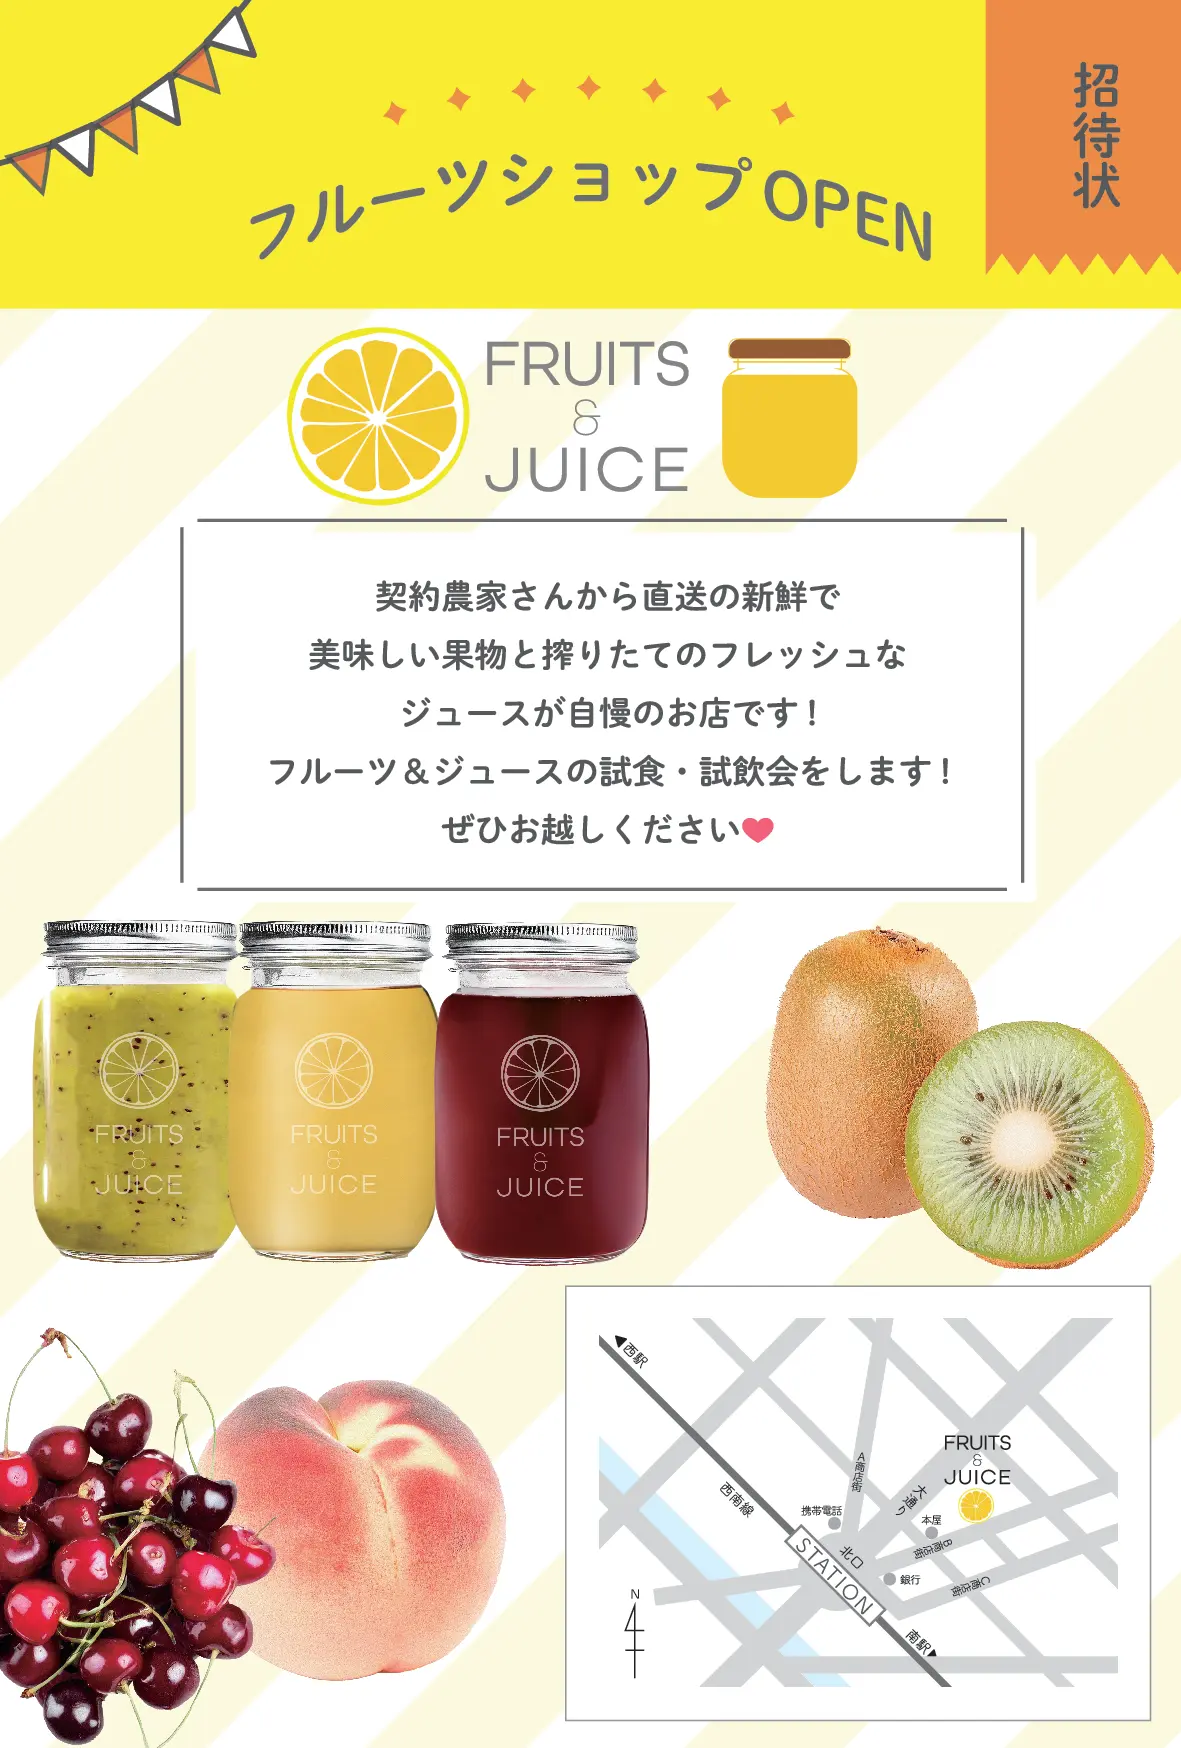 招待状
フルーツショップOPEN
FRUITS
&
JUICE
契約農家さんから直送の新鮮で
美味しい果物と搾りたてのフレッシュな
ジュースが自慢のお店です!
フルーツ&ジュースの試食・試飲会をします!
ぜひお越しください
FRUITS
&
JUICE
FRUITS
&
JUICE
FRUITS
&
JUICE
西駅
西南線
A商店街
携帯電話
大通り
FRUITS
&
JUICE
本屋
B商店街
北口
STATION
銀行
C商店街
南駅
N